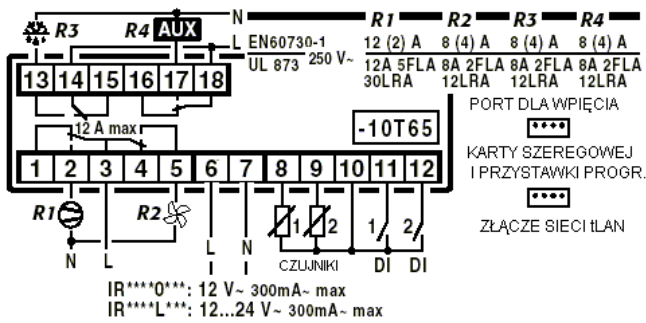 N R1 R2 R3 R4
R3 R4 AUX
L EN60730-1 12 (2) A 8 (4) A 8 (4) A 8 (4) A
UL 873 250 V~ 12A 5FLA 8A 2FLA 8A 2FLA 8A 2FLA
30LRA 12LRA 12LRA 12LRA
13 14 15 16 17 18
PORT DLA WPIĘCIA
12 A max
-10T65
KARTY SZEREGOWEJ
I PRZYSTAWKI PROGR.
1 2 3 4 5 6 7 8 9 10 11 12
R1 R2 1 2 1 2
ZŁĄCZE SIECI tLAN
N L L N CZUJNIKI DI DI
IR****0***: 12 V~ 300mA~ max
IR****L***: 12...24 V~ 300mA~ max